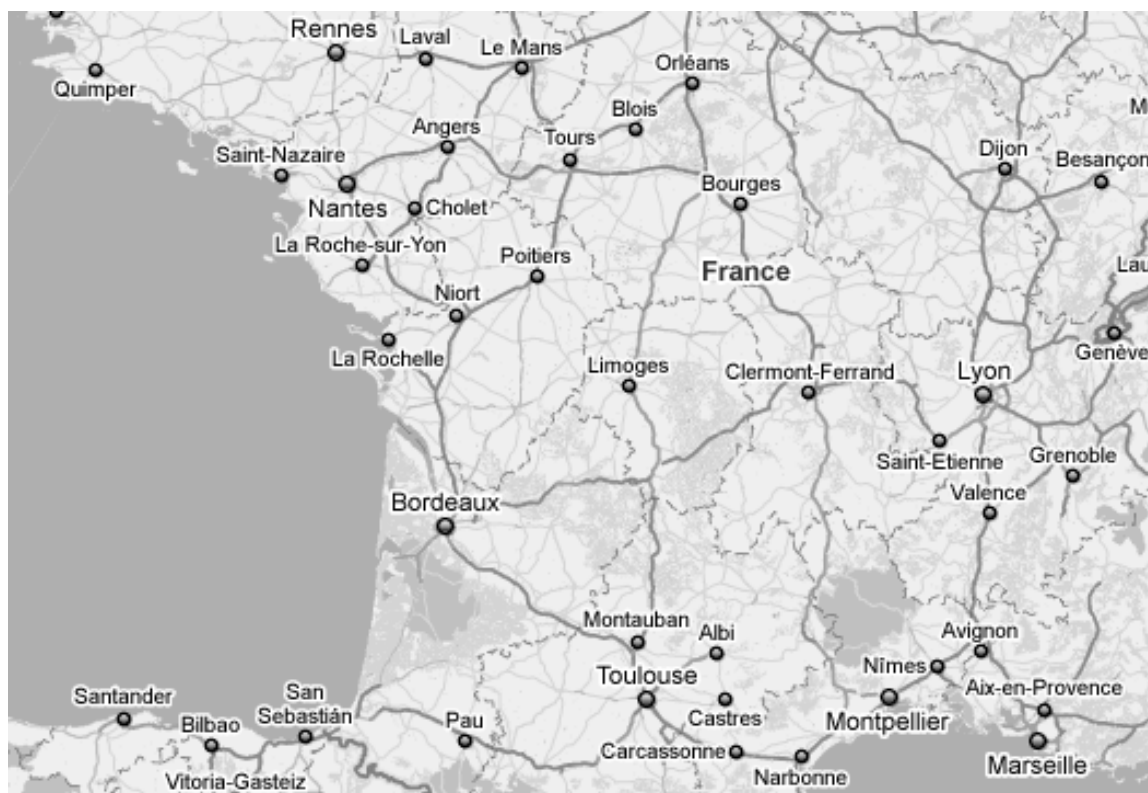 Rennes
Laval
Le Mans
Orléans
Quimper
Blois
Angers
Tours
Saint-Nazaire
Dijon
Besançon
Bourges
Nantes
Cholet
La Roche-sur-Yon
Poitiers
France
Lau
Niort
La Rochelle
Genève
Limoges
Clermont-Ferrand
Lyon
Saint-Etienne
Grenoble
Valence
Bordeaux
Montauban
Albi
Avignon
Nîmes
Toulouse
Aix-en-Provence
Santander
San
Sebastián
Bilbao
Pau
Castres
Montpellier
Carcassonne
Marseille
Narbonne
Vitoria-Gasteiz
M